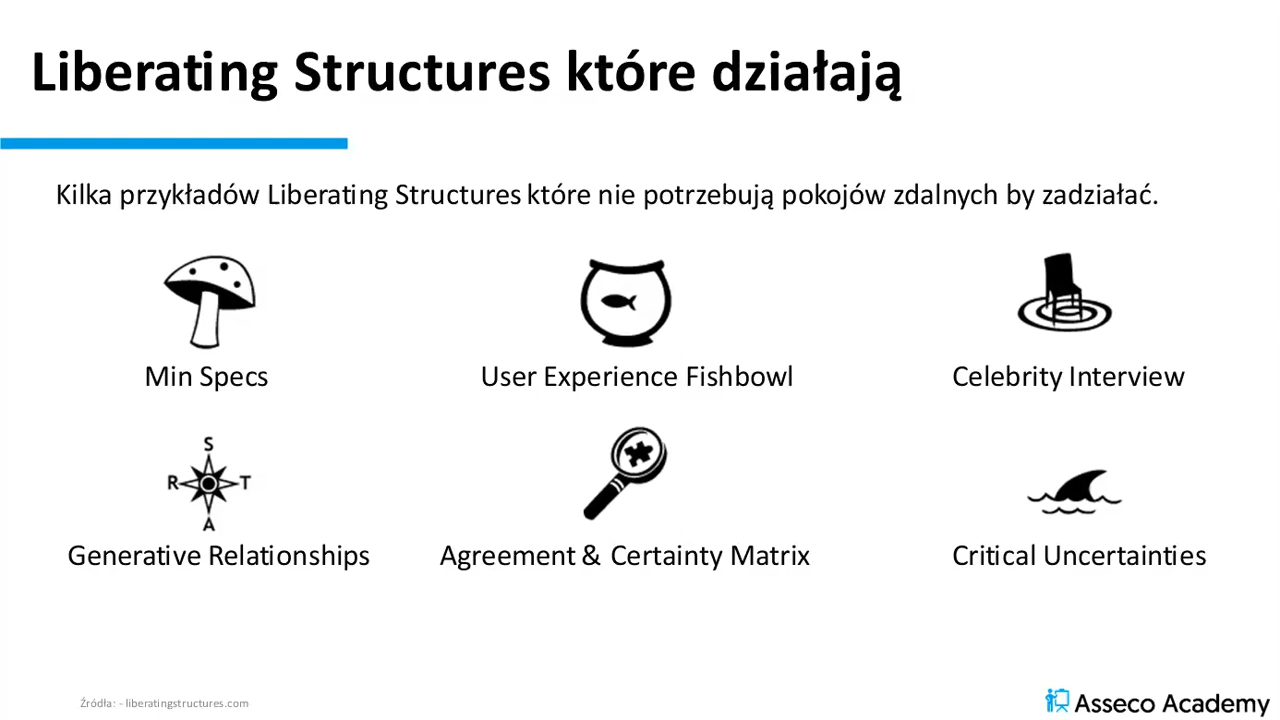 Liberating Structures które działają
Kilka przykładów Liberating Structures które nie potrzebują pokojów zdalnych by zadziałać.
Min Specs
User Experience Fishbowl
Celebrity Interview
S
R T
A
Generative Relationships
Agreement & Certainty Matrix
Critical Uncertainties
Źródła: - liberatingstructures.com
Asseco Academy